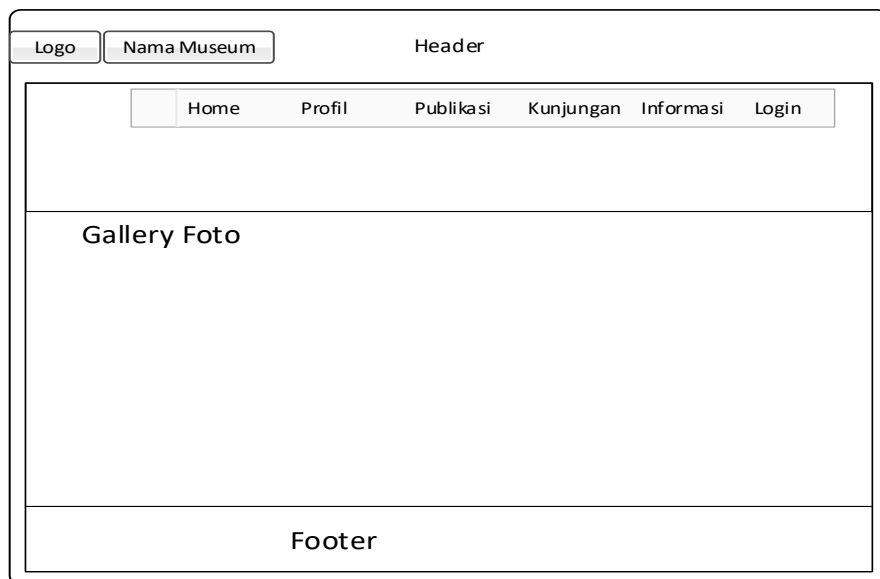 Logo Nama Museum Header
Home Profil Publikasi Kunjungan Informasi Login
Gallery Foto
Footer